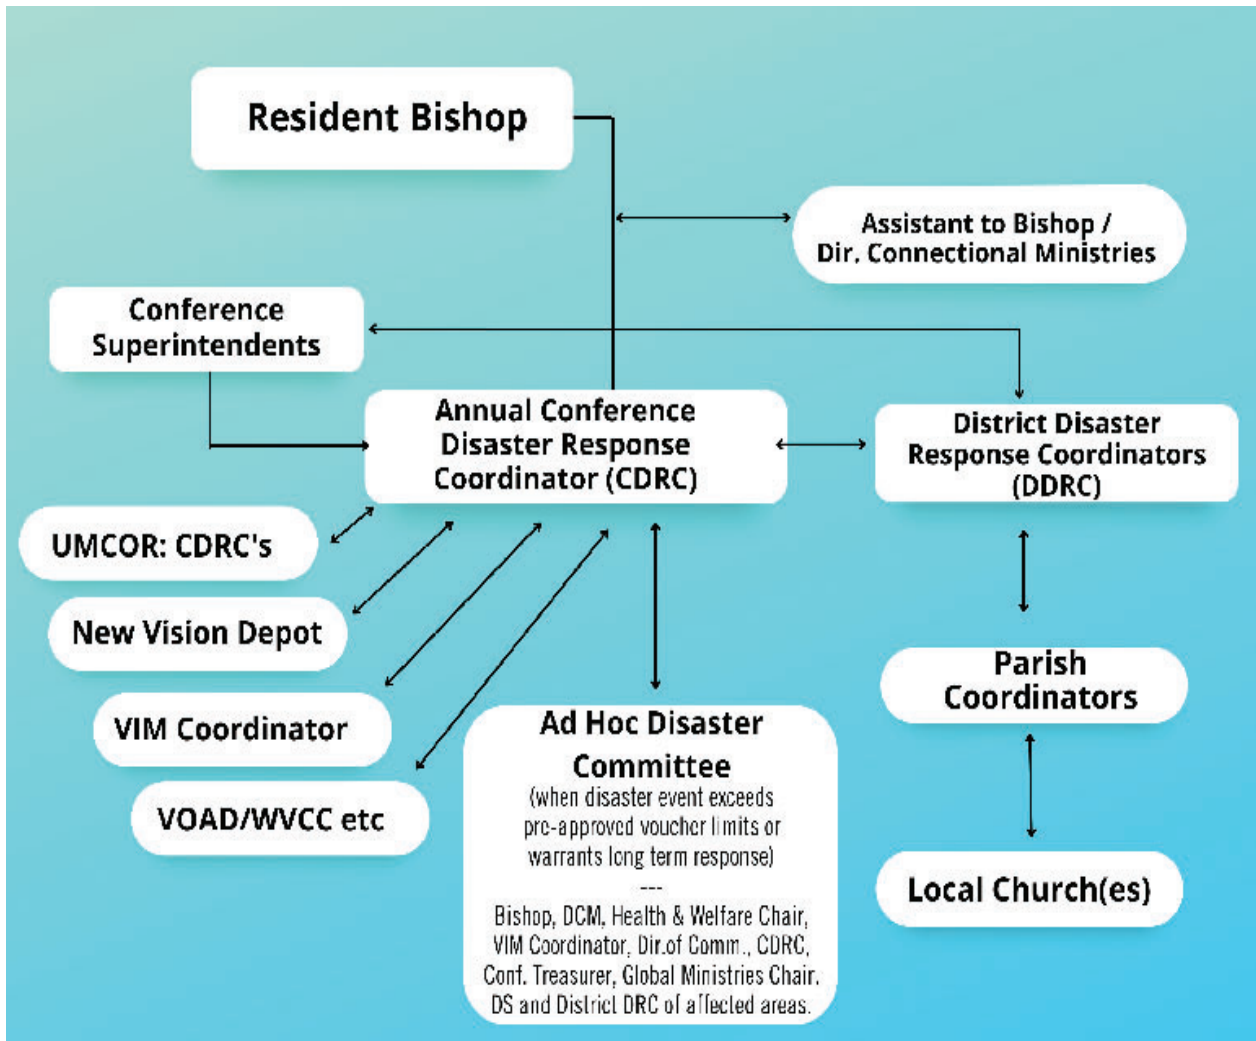 Resident Bishop
Assistant to Bishop /
Dir. Connectional Ministries
Conference
Superintendents
Annual Conference
Disaster Response
Coordinator (CDRC)
District Disaster
Response Coordinators
(DDRC)
UMCOR: CDRC's
New Vision Depot
VIM Coordinator
VOAD/WVCC etc
Ad Hoc Disaster
Committee
(when disaster event exceeds
pre-approved voucher limits or
warrants long term response)
---
Bishop, DCM, Health & Welfare Chair,
VIM Coordinator, Dir.of Comm., CDRC,
Conf. Treasurer, Global Ministries Chair.
DS and District DRC of affected areas.
Parish
Coordinators
Local Church(es)